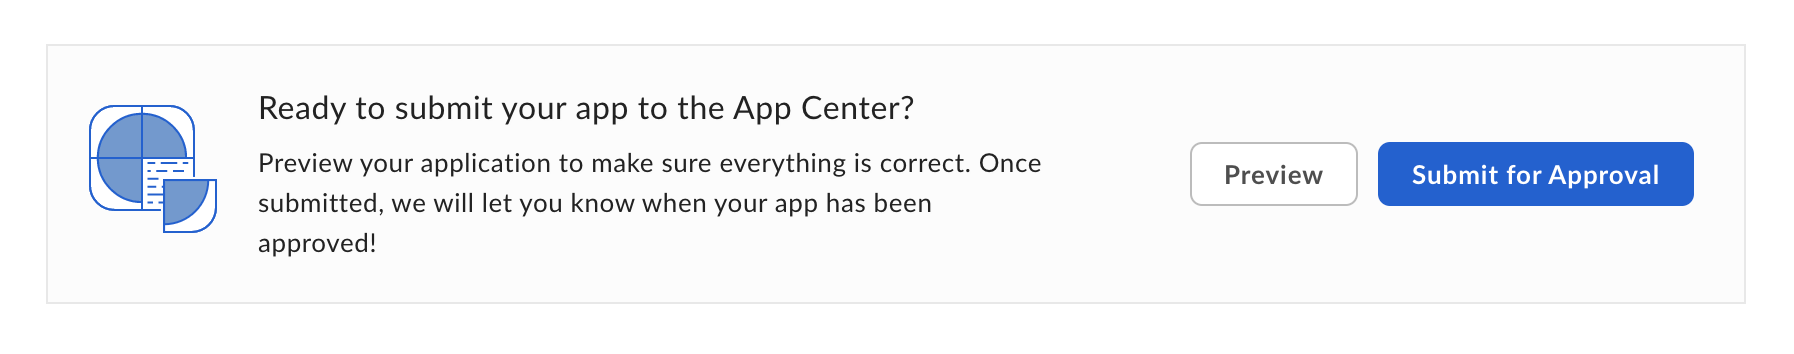 Ready to submit your app to the App Center?
Preview your application to make sure everything is correct. Once
submitted, we will let you know when your app has been
approved!
Preview
Submit for Approval